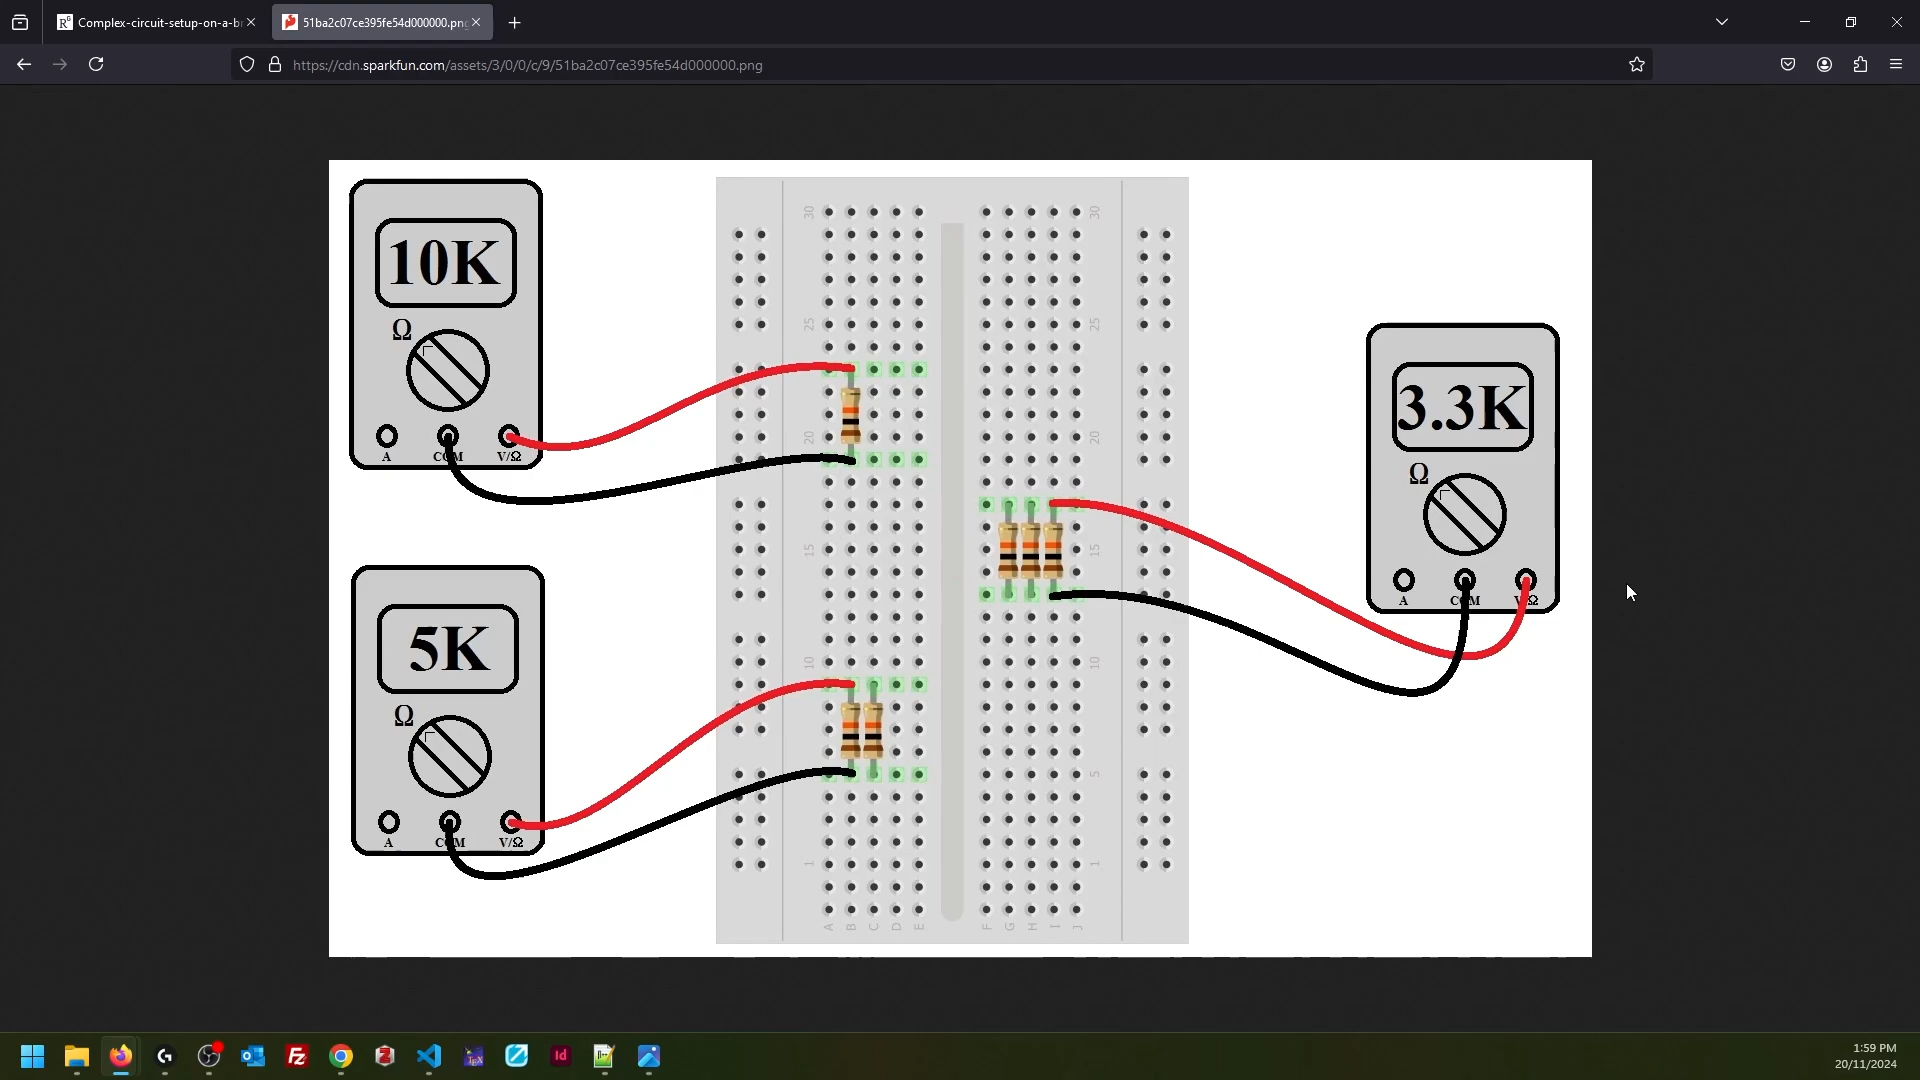 Complex-circuit-setup-on-a-br
51ba2c07ce395fe54d000000.png
https://cdn.sparkfun.com/assets/3/0/0/c/9/51ba2c07ce395fe54d000000.png
10K
Ω
A COM V/Ω
5K
Ω
A COM V/Ω
3.3K
Ω
A COM V/Ω
30 30
25 25
20 20
15 15
10 10
5
1 1
A B C D E F G H I J
Id
1:59 PM
20/11/2024